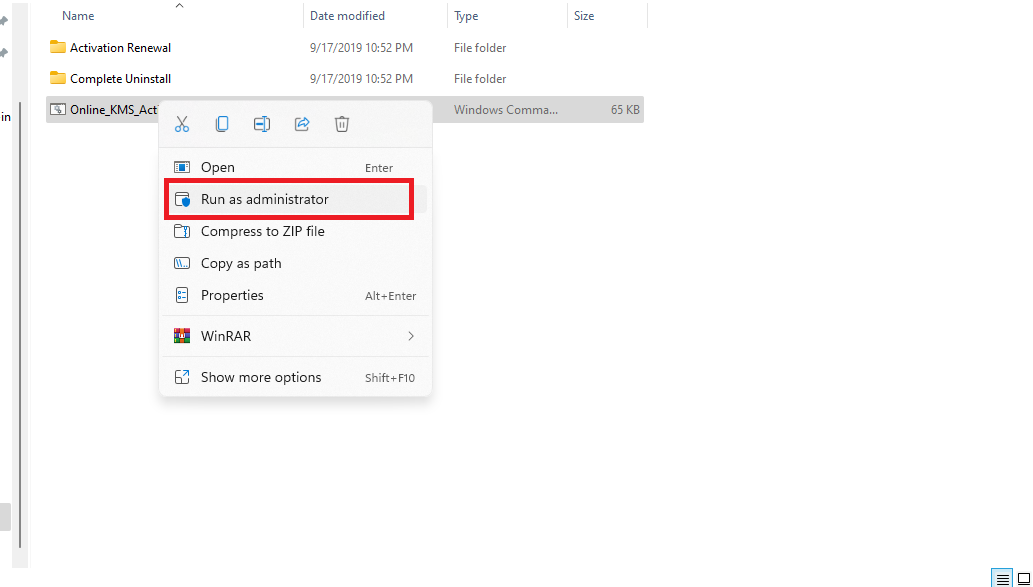 Name Date modified Type Size
Activation Renewal 9/17/2019 10:52 PM File folder
Complete Uninstall 9/17/2019 10:52 PM File folder
in
Online_KMS_Acti Windows Comma... 65 KB
Open Enter
Run as administrator
Compress to ZIP file
Copy as path
Properties Alt+Enter
WinRAR
Show more options Shift+F10